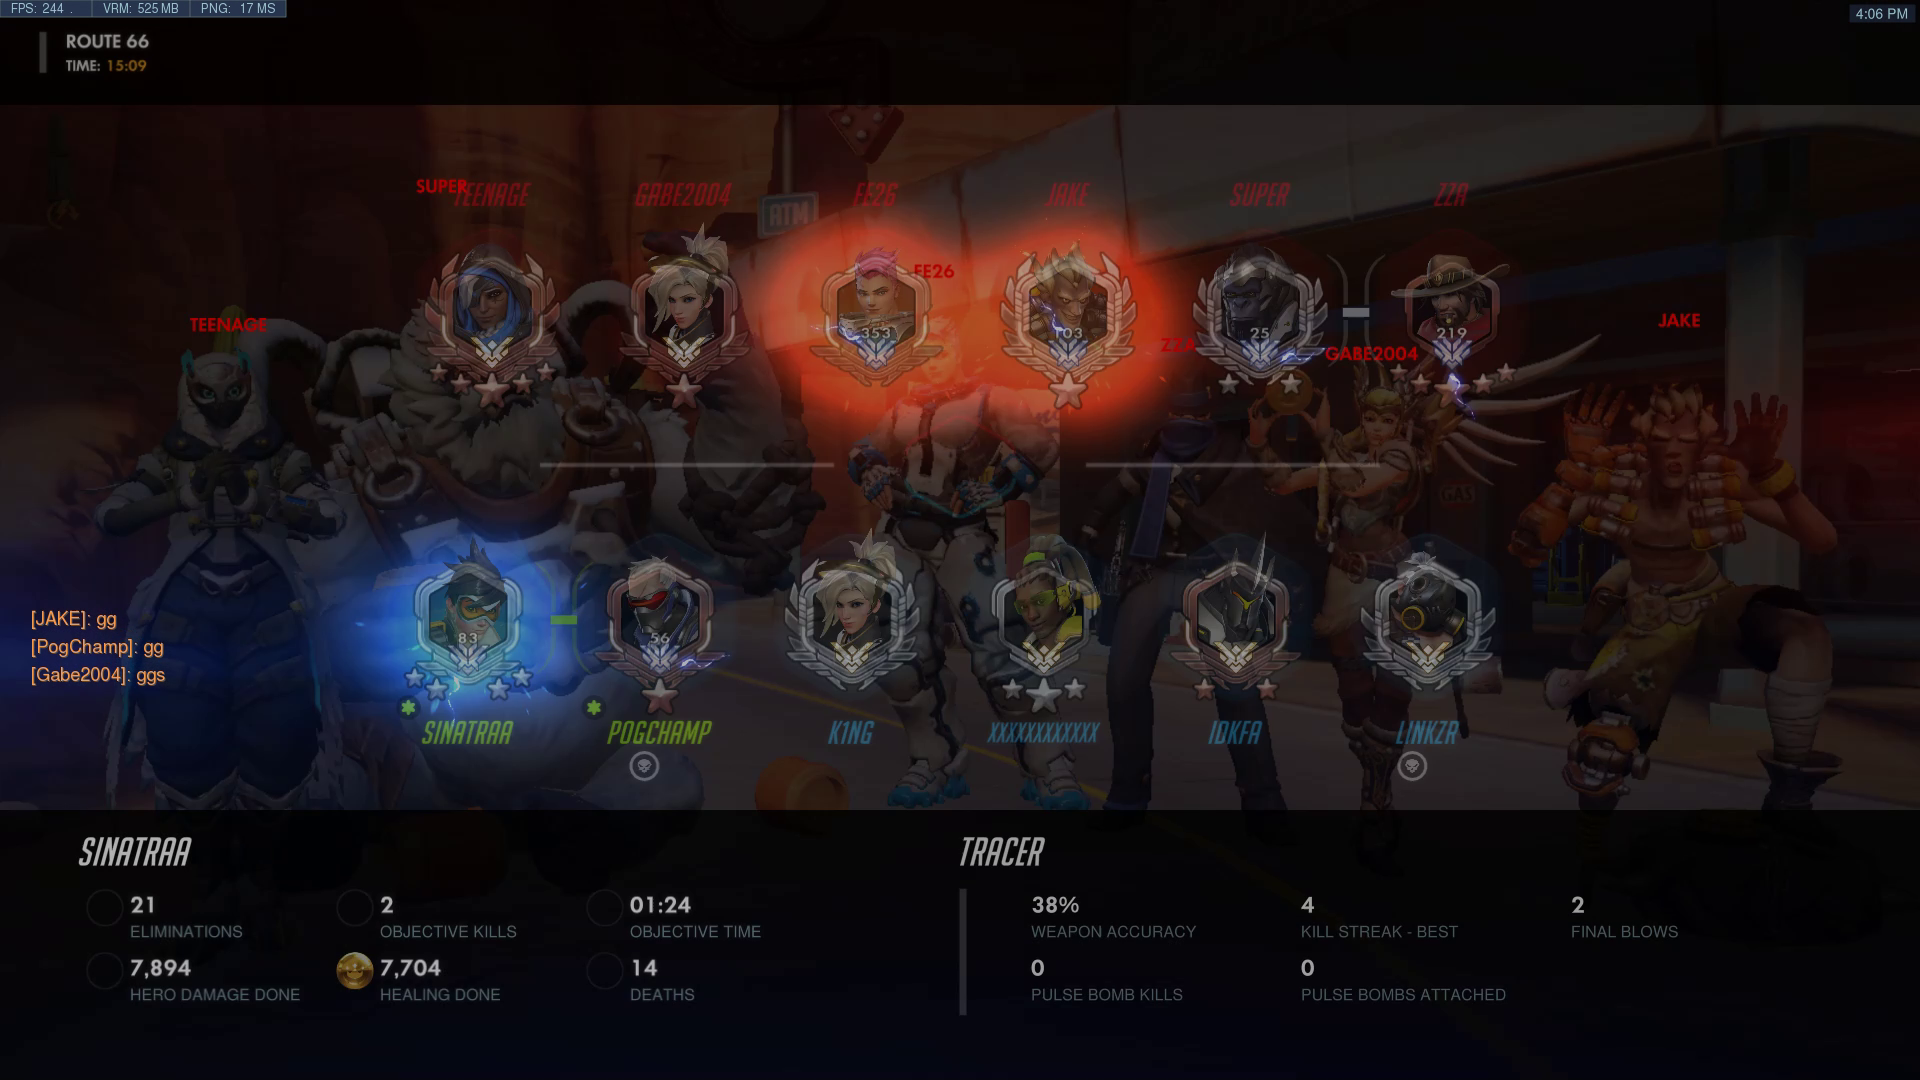 FPS: 244 . VRM: 525 MB PNG: 17 MS
4:06 PM
ROUTE 66
TIME: 15:09
SUPER
TEENAGE GABE2004 FE26 JAKE SUPER ZZA
ATM
FE26
TEENAGE
JAKE
353 103 25 219
ZZA
GABE2004
GAS
[JAKE]: gg
[PogChamp]: gg
[Gabe2004]: ggs
83 56
SINATRAA POGCHAMP K1NG XXXXXXXXXXXX IDKFA LINKZR
SINATRAA
21
ELIMINATIONS
2
OBJECTIVE KILLS
01:24
OBJECTIVE TIME
7,894
HERO DAMAGE DONE
7,704
HEALING DONE
14
DEATHS
TRACER
38%
WEAPON ACCURACY
4
KILL STREAK - BEST
2
FINAL BLOWS
0
PULSE BOMB KILLS
0
PULSE BOMBS ATTACHED